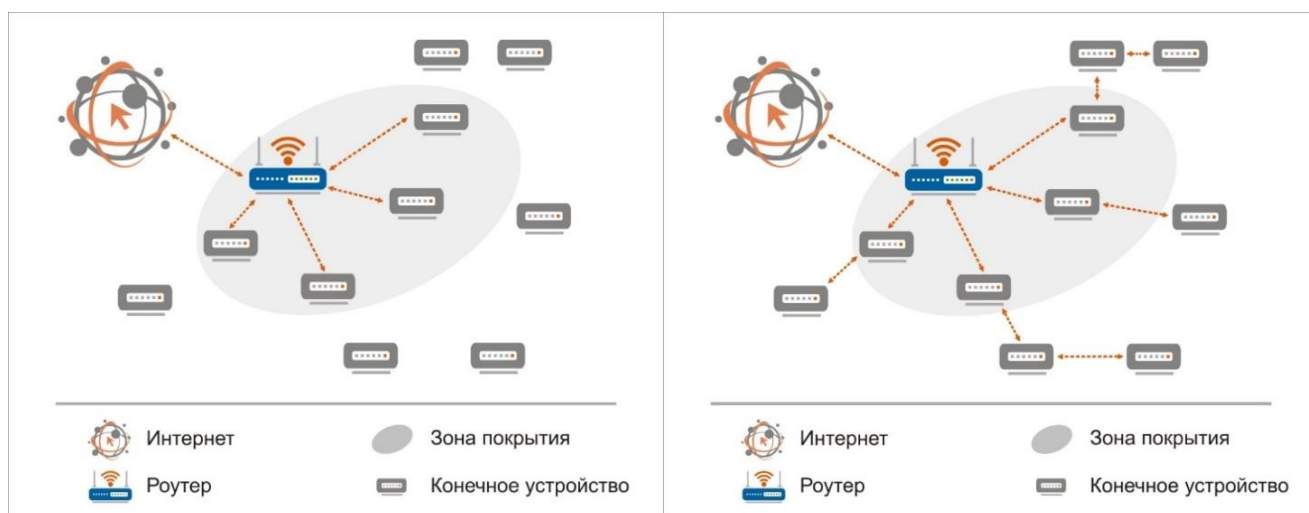 Интернет
Зона покрытия
Роутер
Конечное устройство
Интернет
Зона покрытия
Роутер
Конечное устройство